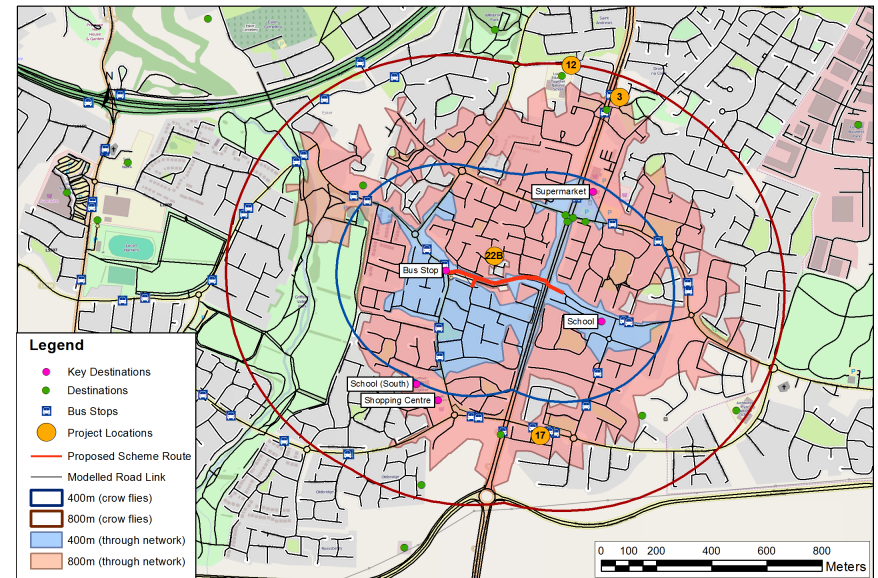 12
3
Supermarket
22B
Bus Stop
School
School (South)
Shopping Centre
17
P
P
P
Legend
Key Destinations
Destinations
Bus Stops
Project Locations
Proposed Scheme Route
Modelled Road Link
400m (crow flies)
800m (crow flies)
400m (through network)
800m (through network)
0 100 200 400 600 800
Meters